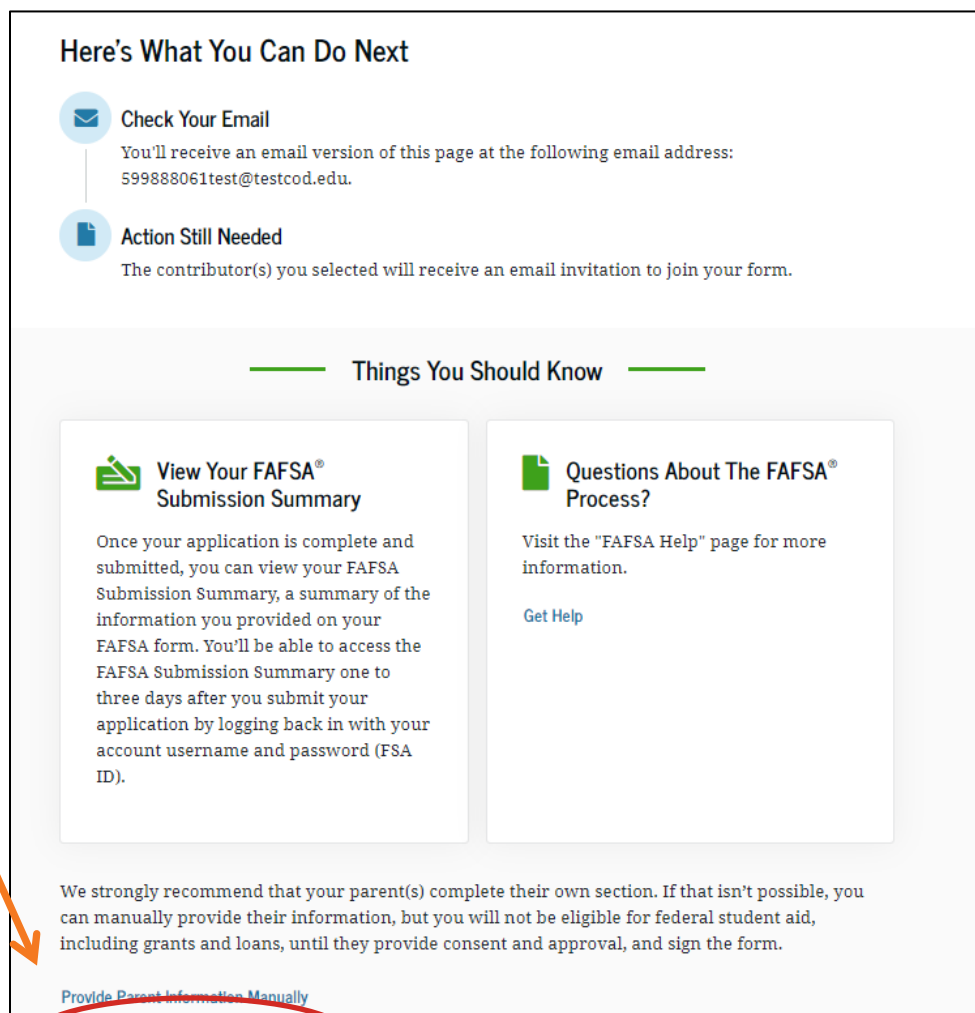 Here's What You Can Do Next
Check Your Email
You'll receive an email version of this page at the following email address:
599888061test@testcod.edu.
Action Still Needed
The contributor(s) you selected will receive an email invitation to join your form.
Things You Should Know
View Your FAFSA®
Submission Summary
Once your application is complete and
submitted, you can view your FAFSA
Submission Summary, a summary of the
information you provided on your
FAFSA form. You’ll be able to access the
FAFSA Submission Summary one to
three days after you submit your
application by logging back in with your
account username and password (FSA
ID).
Questions About The FAFSA®
Process?
Visit the "FAFSA Help" page for more
information.
Get Help
We strongly recommend that your parent(s) complete their own section. If that isn’t possible, you
can manually provide their information, but you will not be eligible for federal student aid,
including grants and loans, until they provide consent and approval, and sign the form.
Provide Parent Information Manually